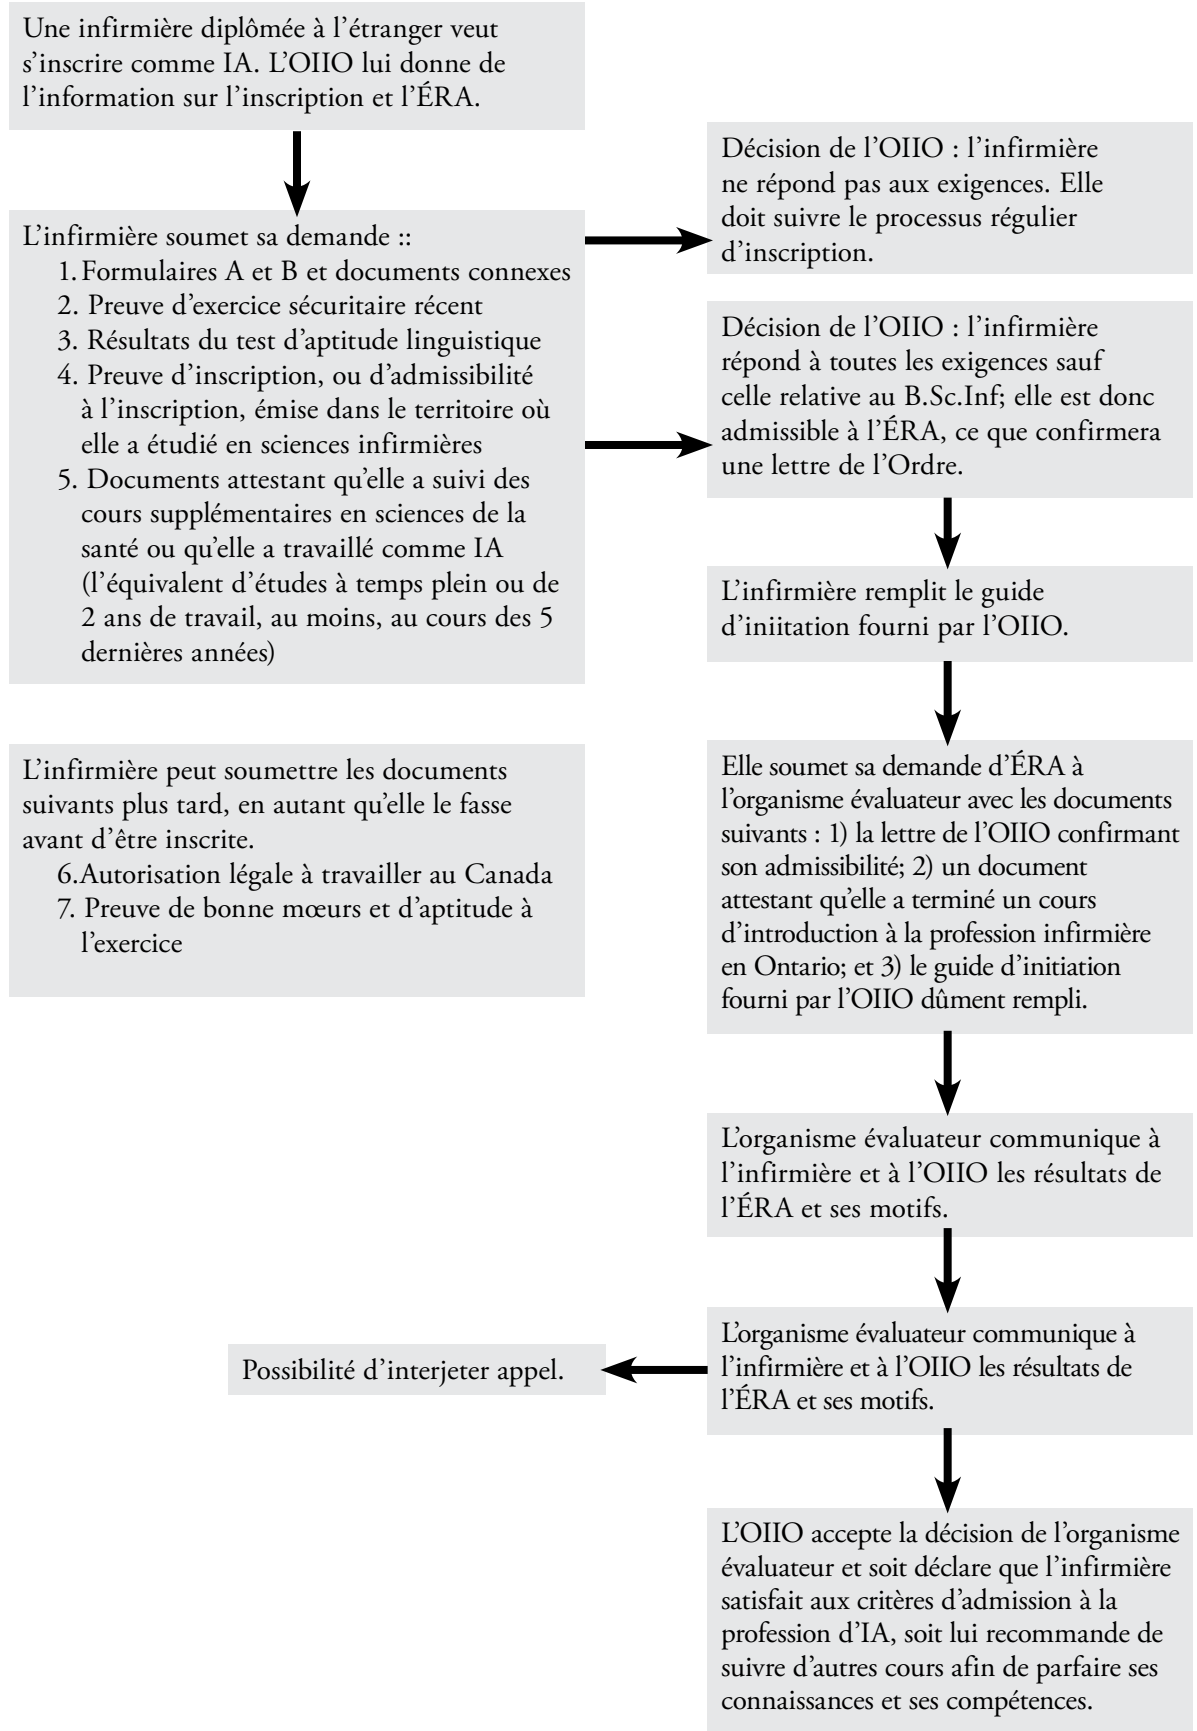 Une infirmière diplômée à l’étranger veut
s’inscrire comme IA. L’OIIO lui donne de
l’information sur l’inscription et l’ÉRA.
L’infirmière soumet sa demande ::
1. Formulaires A et B et documents connexes
2. Preuve d’exercice sécuritaire récent
3. Résultats du test d’aptitude linguistique
4. Preuve d’inscription, ou d’admissibilité
à l’inscription, émise dans le territoire où
elle a étudié en sciences infirmières
5. Documents attestant qu’elle a suivi des
cours supplémentaires en sciences de la
santé ou qu’elle a travaillé comme IA
(l’équivalent d’études à temps plein ou de
2 ans de travail, au moins, au cours des 5
dernières années)
L’infirmière peut soumettre les documents
suivants plus tard, en autant qu’elle le fasse
avant d’être inscrite.
6.Autorisation légale à travailler au Canada
7. Preuve de bonne mœurs et d’aptitude à
l’exercice
Décision de l’OIIO : l’infirmière
ne répond pas aux exigences. Elle
doit suivre le processus régulier
d’inscription.
Décision de l’OIIO : l’infirmière
répond à toutes les exigences sauf
celle relative au B.Sc.Inf; elle est donc
admissible à l’ÉRA, ce que confirmera
une lettre de l’Ordre.
L’infirmière remplit le guide
d’iniitation fourni par l’OIIO.
Elle soumet sa demande d’ÉRA à
l’organisme évaluateur avec les documents
suivants : 1) la lettre de l’OIIO confirmant
son admissibilité; 2) un document
attestant qu’elle a terminé un cours
d’introduction à la profession infirmière
en Ontario; et 3) le guide d’initiation
fourni par l’OIIO dûment rempli.
L’organisme évaluateur communique à
l’infirmière et à l’OIIO les résultats de
l’ÉRA et ses motifs.
L’organisme évaluateur communique à
l’infirmière et à l’OIIO les résultats de
l’ÉRA et ses motifs.
Possibilité d’interjeter appel.
L’OIIO accepte la décision de l’organisme
évaluateur et soit déclare que l’infirmière
satisfait aux critères d’admission à la
profession d’IA, soit lui recommande de
suivre d’autres cours afin de parfaire ses
connaissances et ses compétences.